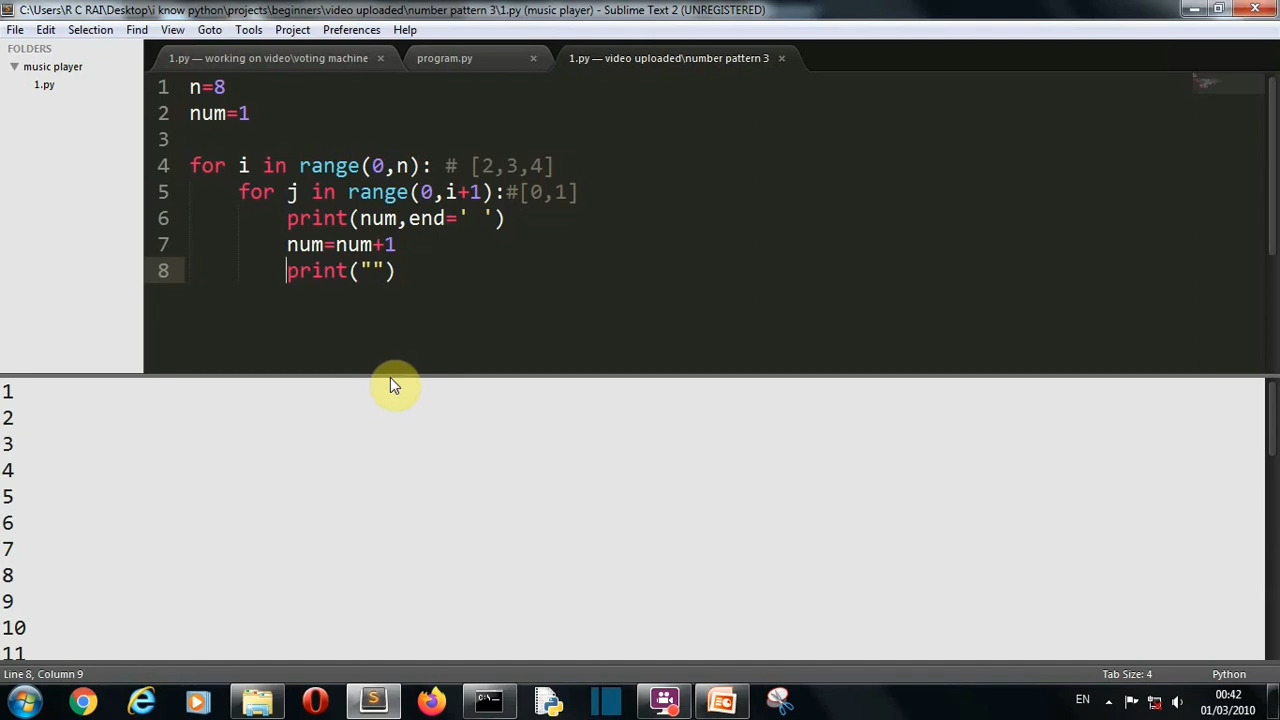 C:\Users\R C RAI\Desktop\i know python\projects\beginners\video uploaded\number pattern 3\1.py (music player) - Sublime Text 2 (UNREGISTERED)
File Edit Selection Find View Goto Tools Project Preferences Help
FOLDERS
music player
1.py
1.py — working on video\voting machine × program.py × 1.py — video uploaded\number pattern 3 ×
1 n=8
2 num=1
3
4 for i in range(0,n): # [2,3,4]
5 for j in range(0,i+1):#[0,1]
6 print(num,end=' ')
7 num=num+1
8 print("")
1
2
3
4
5
6
7
8
9
10
11
Line 8, Column 9 Tab Size: 4 Python
EN 00:42
01/03/2010